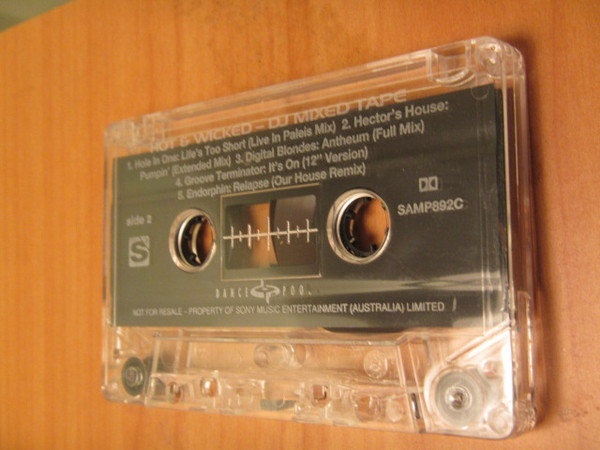 HOT & WICKED – DJ MIXED TAPE
1. Hole In One: Life's Too Short (Live In Paleis Mix) 2. Hector's House:
Pumpin' (Extended Mix) 3. Digital Blondes: Antheum (Full Mix)
4. Groove Terminator: It's On (12" Version)
5. Endorphin: Relapse (Our House Remix)
side 2
SAMP892C
S
DANCE POOL
NOT FOR RESALE – PROPERTY OF SONY MUSIC ENTERTAINMENT (AUSTRALIA) LIMITED